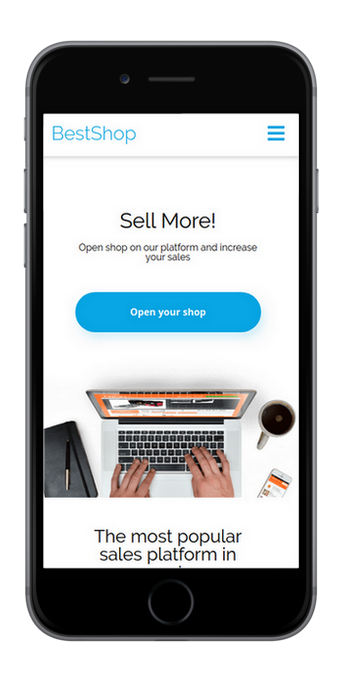 BestShop
Sell More!
Open shop on our platform and increase
your sales
Open your shop
The most popular
sales platform in